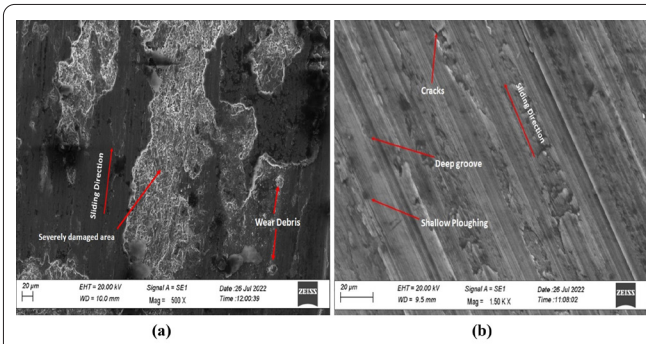 Sliding Direction
Severely damaged area
Wear Debris
20 µm
EHT = 20.00 kV
Signal A = SE1
Date :26 Jul 2022
WD = 10.0 mm
Mag = 500 X
Time :12:00:39
ZEISS
(a)
Cracks
Sliding Direction
Deep groove
Shallow Ploughing
20 µm
EHT = 20.00 kV
Signal A = SE1
Date :26 Jul 2022
WD = 9.5 mm
Mag = 1.50 K X
Time :11:08:02
ZEISS
(b)